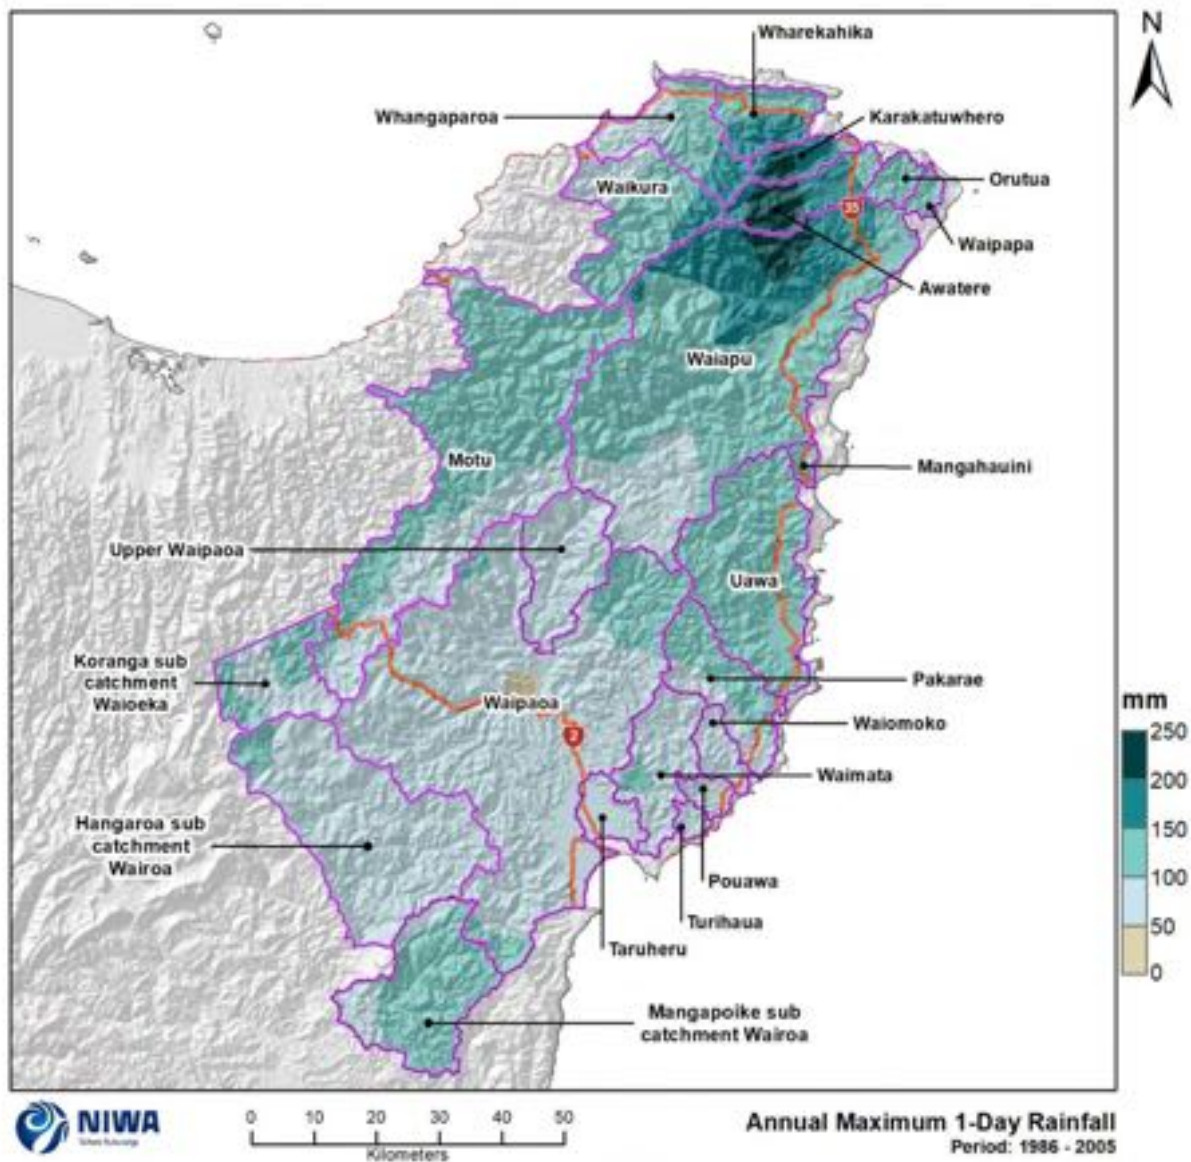 N
Wharekahika
Whangaparoa
Karakatuwhero
Waikura
Orutua
35
Waipapa
Awatere
Waiapu
Motu
Mangahauini
Upper Waipaoa
Uawa
Koranga sub
catchment
Waioeka
Pakarae
Waipaoa
mm
Waiomoko
2
250
Waimata
200
Hangaroa sub
catchment
Wairoa
150
100
Pouawa
50
Turihaua
Taruheru
0
Mangapoike sub
catchment Wairoa
NIWA
0 10 20 30 40 50
Kilometers
Annual Maximum 1-Day Rainfall
Period: 1986 - 2005